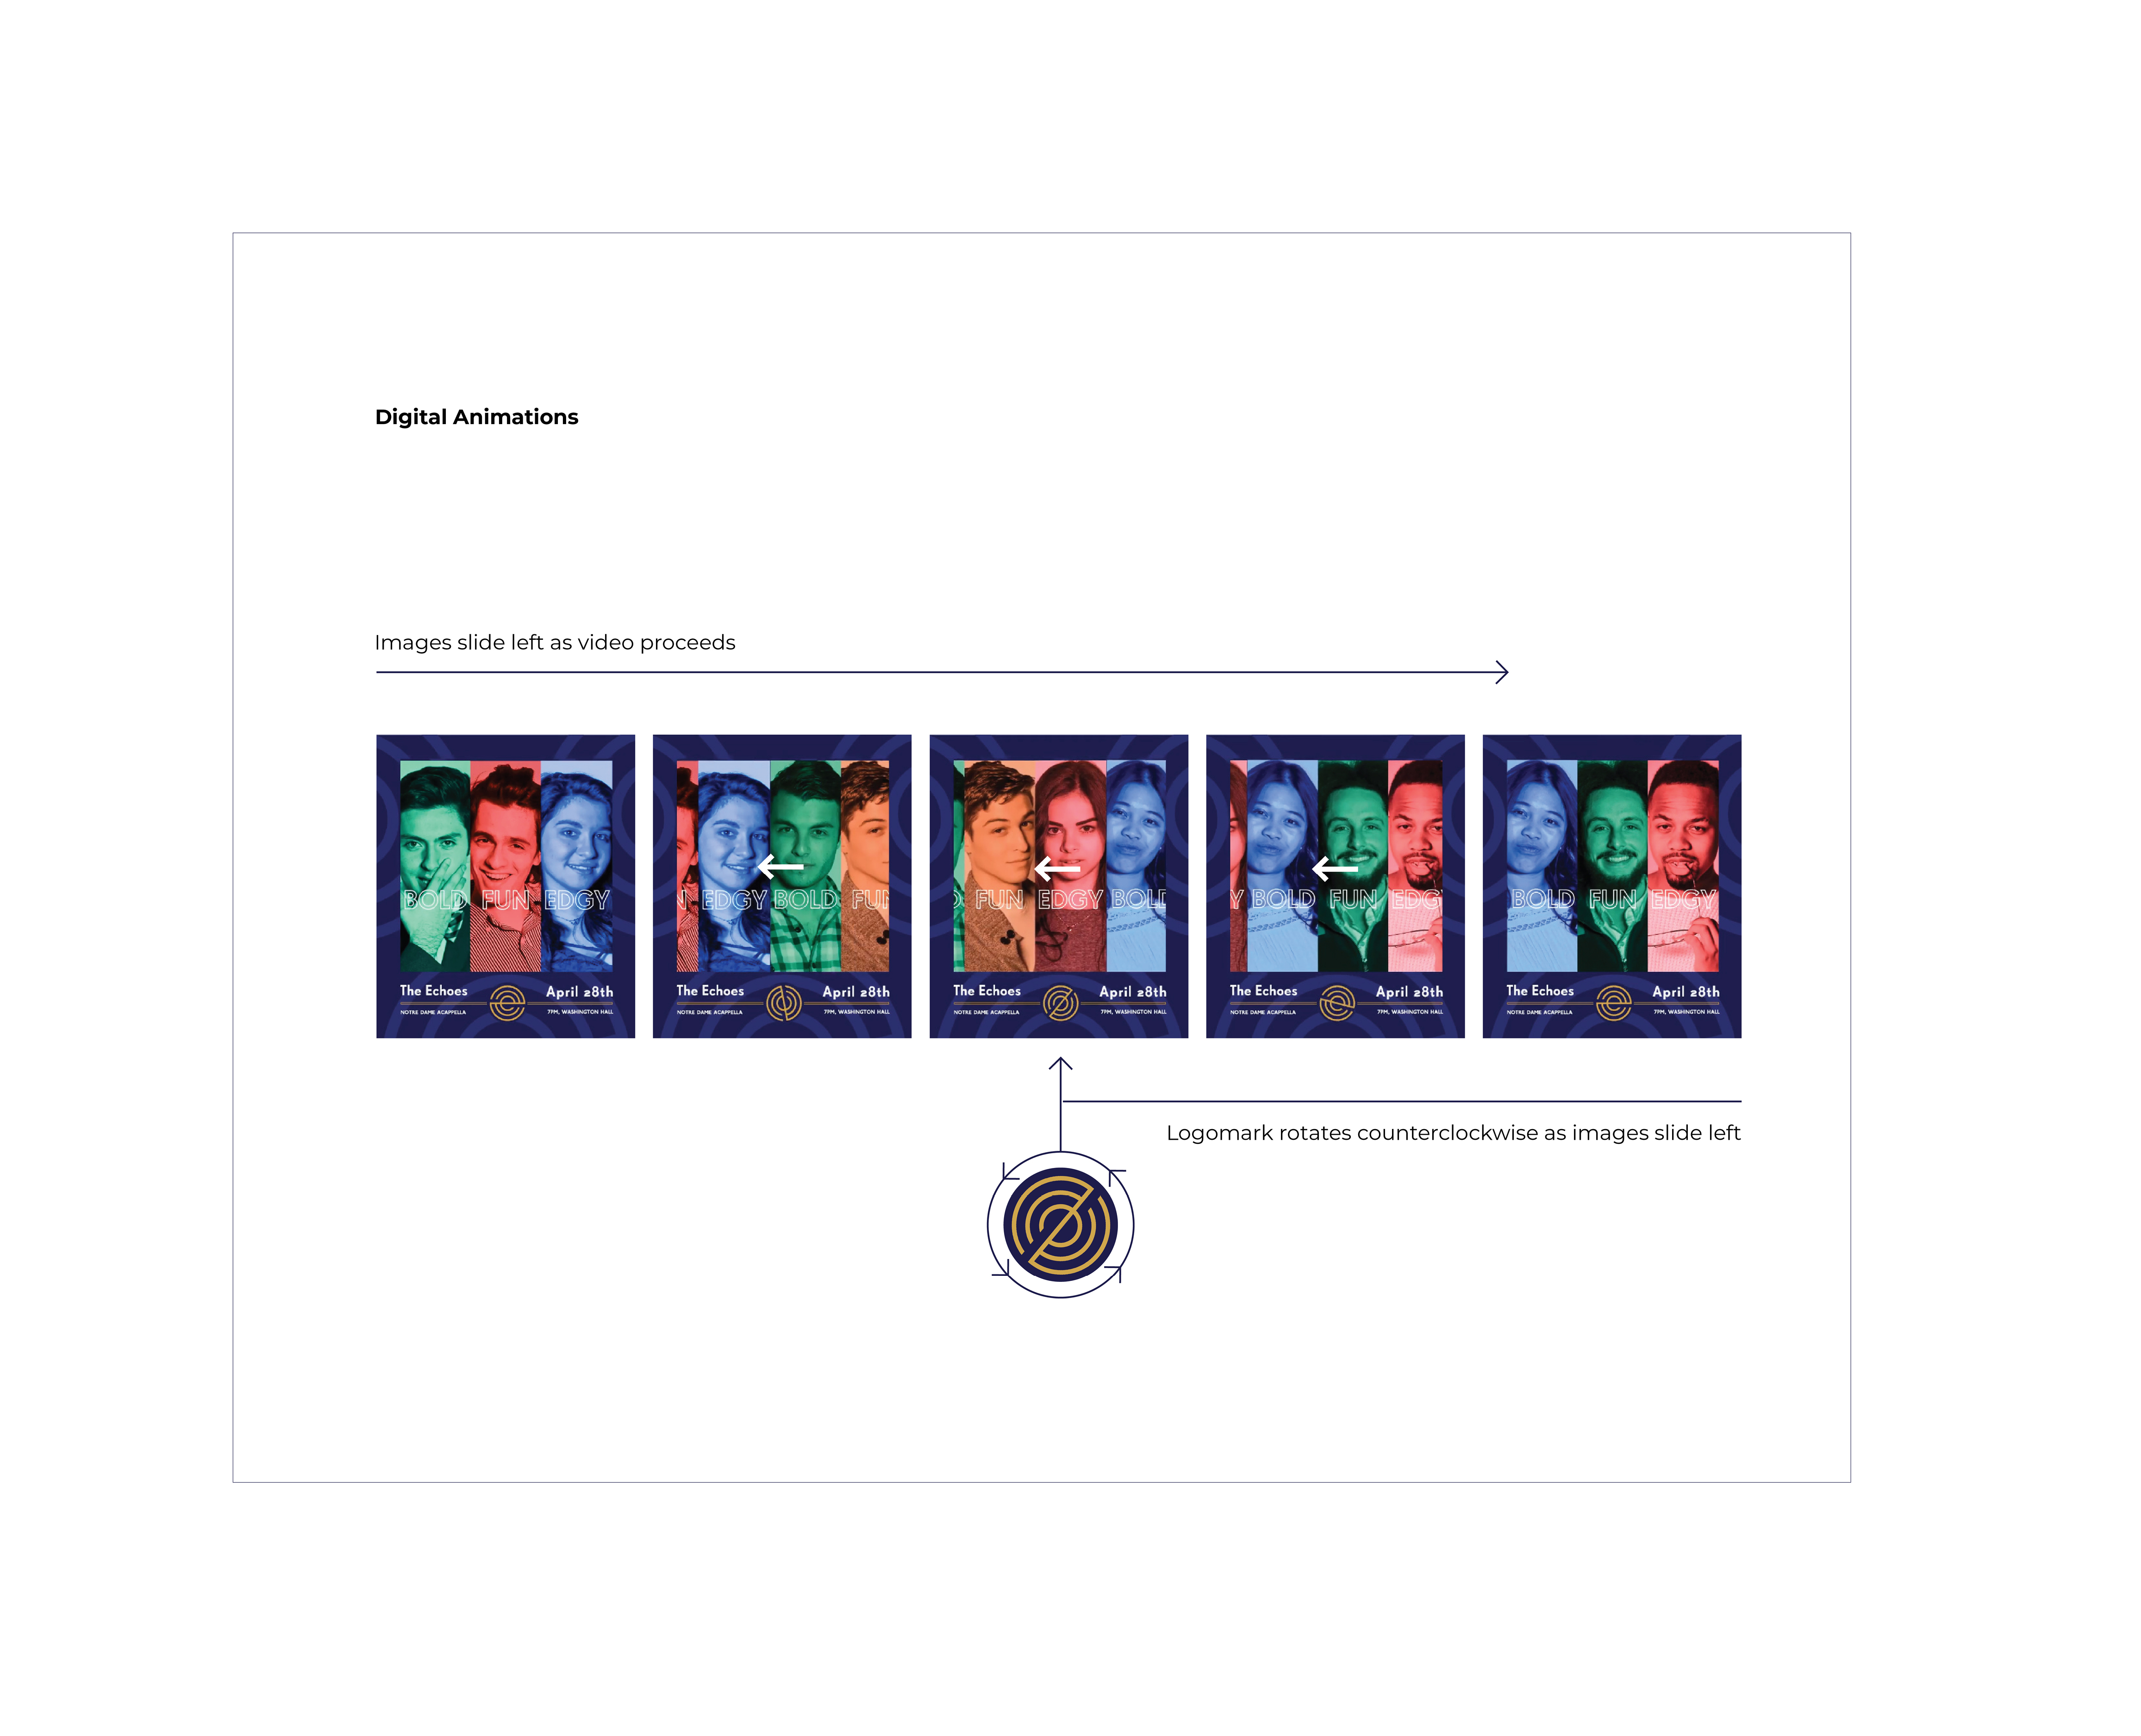 Digital Animations
Images slide left as video proceeds
BOLD FUN EDGY
The Echoes
NOTRE DAME ACAPPELLA
April 28th
7PM, WASHINGTON HALL
N EDGY BOLD FUN
The Echoes
NOTRE DAME ACAPPELLA
April 28th
7PM, WASHINGTON HALL
D FUN EDGY BOLD
The Echoes
NOTRE DAME ACAPPELLA
April 28th
7PM, WASHINGTON HALL
Y BOLD FUN EDGY
The Echoes
NOTRE DAME ACAPPELLA
April 28th
7PM, WASHINGTON HALL
BOLD FUN EDGY
The Echoes
NOTRE DAME ACAPPELLA
April 28th
7PM, WASHINGTON HALL
Logomark rotates counterclockwise as images slide left